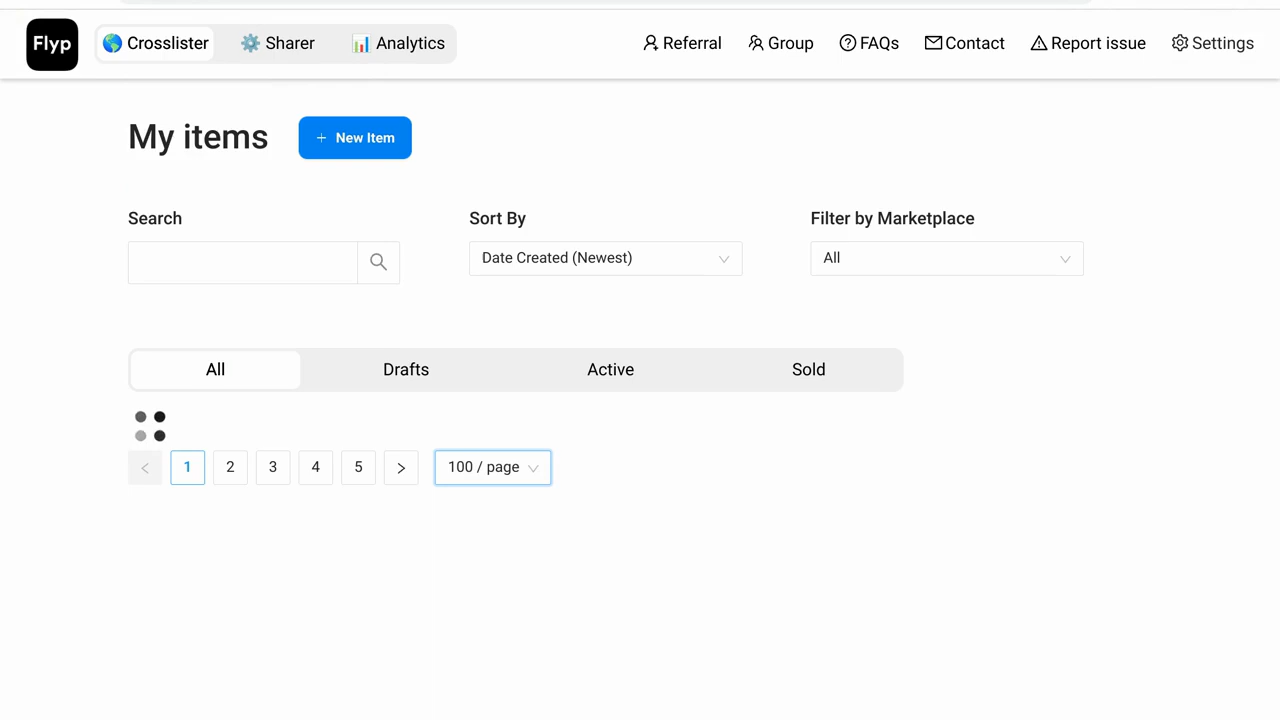 Flyp Crosslister Sharer Analytics Referral Group FAQs Contact Report issue Settings
My items + New Item
Search Sort By Filter by Marketplace
Date Created (Newest) All
All Drafts Active Sold
< 1 2 3 4 5 > 100 / page